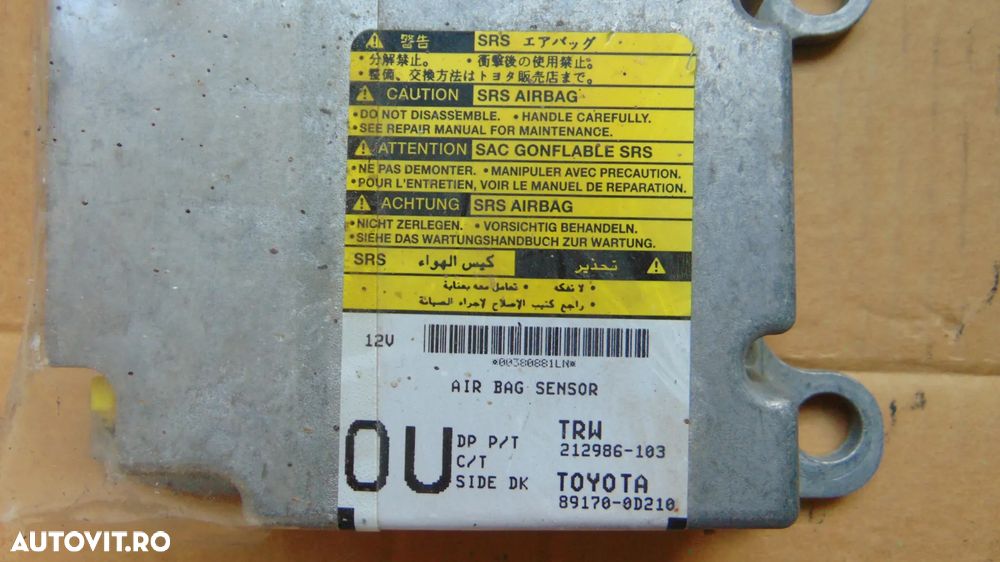 警告 SRS エアバッグ
・分解禁止。 ・衝撃後の使用禁止。
・整備、交換方法はトヨタ販売店まで。
CAUTION SRS AIRBAG
•DO NOT DISASSEMBLE. •HANDLE CAREFULLY.
•SEE REPAIR MANUAL FOR MAINTENANCE.
ATTENTION SAC GONFLABLE SRS
•NE PAS DEMONTER. •MANIPULER AVEC PRECAUTION.
•POUR L'ENTRETIEN, VOIR LE MANUEL DE REPARATION.
ACHTUNG SRS AIRBAG
•NICHT ZERLEGEN. •VORSICHTIG BEHANDELN.
•SIEHE DAS WARTUNGSHANDBUCH ZUR WARTUNG.
تحذير كيس الهواء SRS
• لا تفكه • تعامل معه بعناية
• راجع كتيب الإصلاح لإجراء الصيانة
12V
*00380881LN*
AIR BAG SENSOR
OU DP P/T TRW
212986-103
C/T
SIDE DK TOYOTA
89170-0D210
AUTOVIT.RO